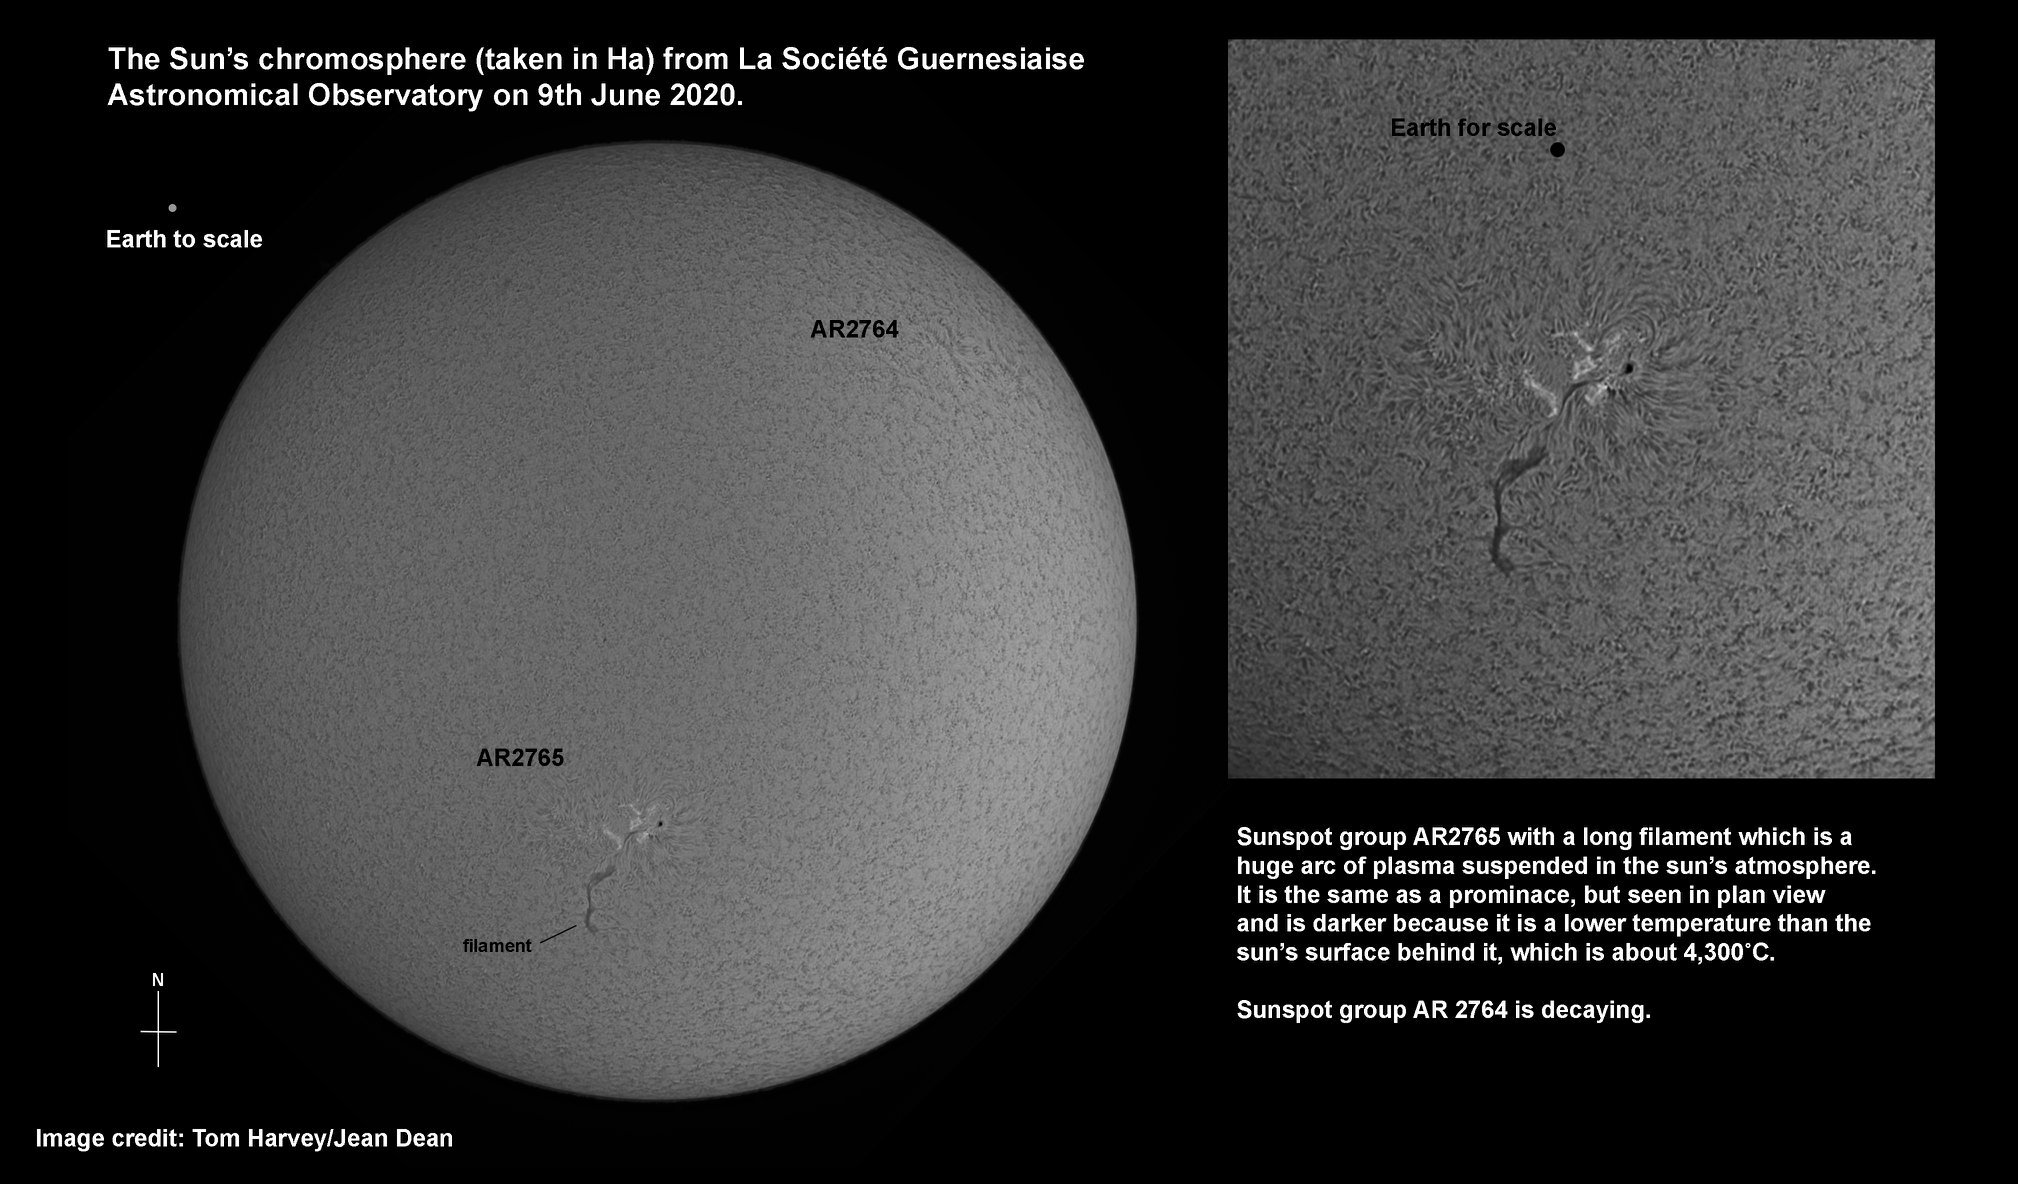 The Sun's chromosphere (taken in Ha) from La Société Guernesiaise
Astronomical Observatory on 9th June 2020.
Earth to scale
AR2764
AR2765
filament
N
Image credit: Tom Harvey/Jean Dean
Earth for scale
Sunspot group AR2765 with a long filament which is a
huge arc of plasma suspended in the sun's atmosphere.
It is the same as a prominace, but seen in plan view
and is darker because it is a lower temperature than the
sun's surface behind it, which is about 4,300˚C.
Sunspot group AR 2764 is decaying.